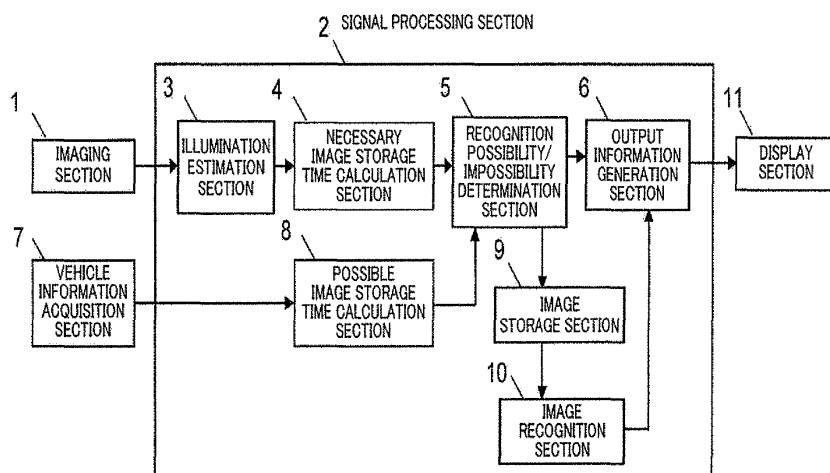 2
SIGNAL PROCESSING SECTION
1
IMAGING
SECTION
3
ILLUMINATION
ESTIMATION
SECTION
4
NECESSARY
IMAGE STORAGE
TIME CALCULATION
SECTION
5
RECOGNITION
POSSIBILITY/
IMPOSSIBILITY
DETERMINATION
SECTION
6
OUTPUT
INFORMATION
GENERATION
SECTION
11
DISPLAY
SECTION
7
VEHICLE
INFORMATION
ACQUISITION
SECTION
8
POSSIBLE
IMAGE STORAGE
TIME CALCULATION
SECTION
9
IMAGE
STORAGE SECTION
10
IMAGE
RECOGNITION
SECTION